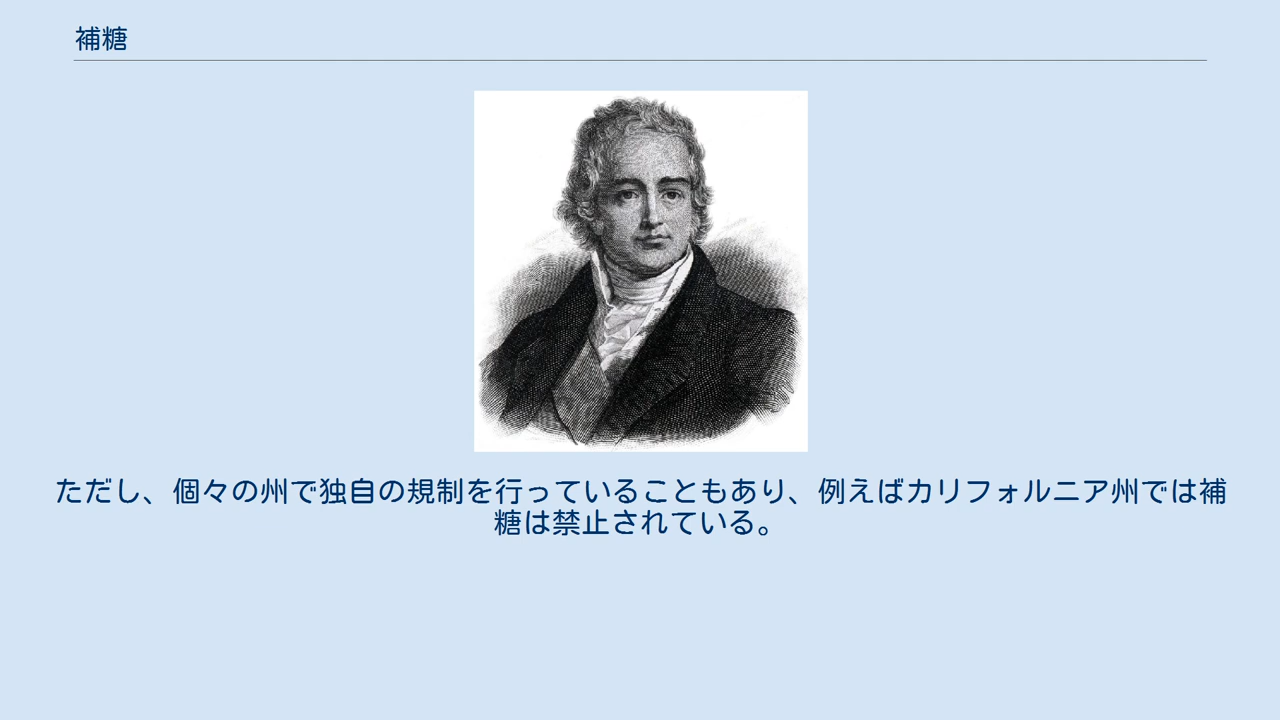 補糖
ただし、個々の州で独自の規制を行っていることもあり、例えばカリフォルニア州では補
糖は禁止されている。